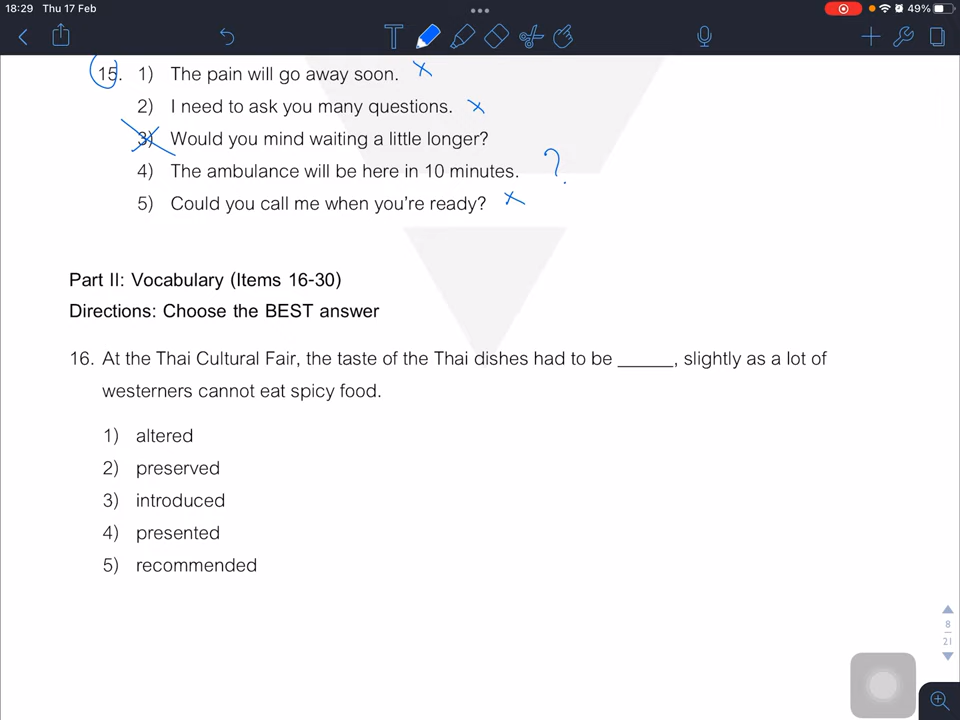 18:29 Thu 17 Feb
49%
15. 1) The pain will go away soon.
2) I need to ask you many questions.
3) Would you mind waiting a little longer?
4) The ambulance will be here in 10 minutes. ?
5) Could you call me when you're ready?
Part II: Vocabulary (Items 16-30)
Directions: Choose the BEST answer
16. At the Thai Cultural Fair, the taste of the Thai dishes had to be ______, slightly as a lot of
westerners cannot eat spicy food.
1) altered
2) preserved
3) introduced
4) presented
5) recommended
8
21